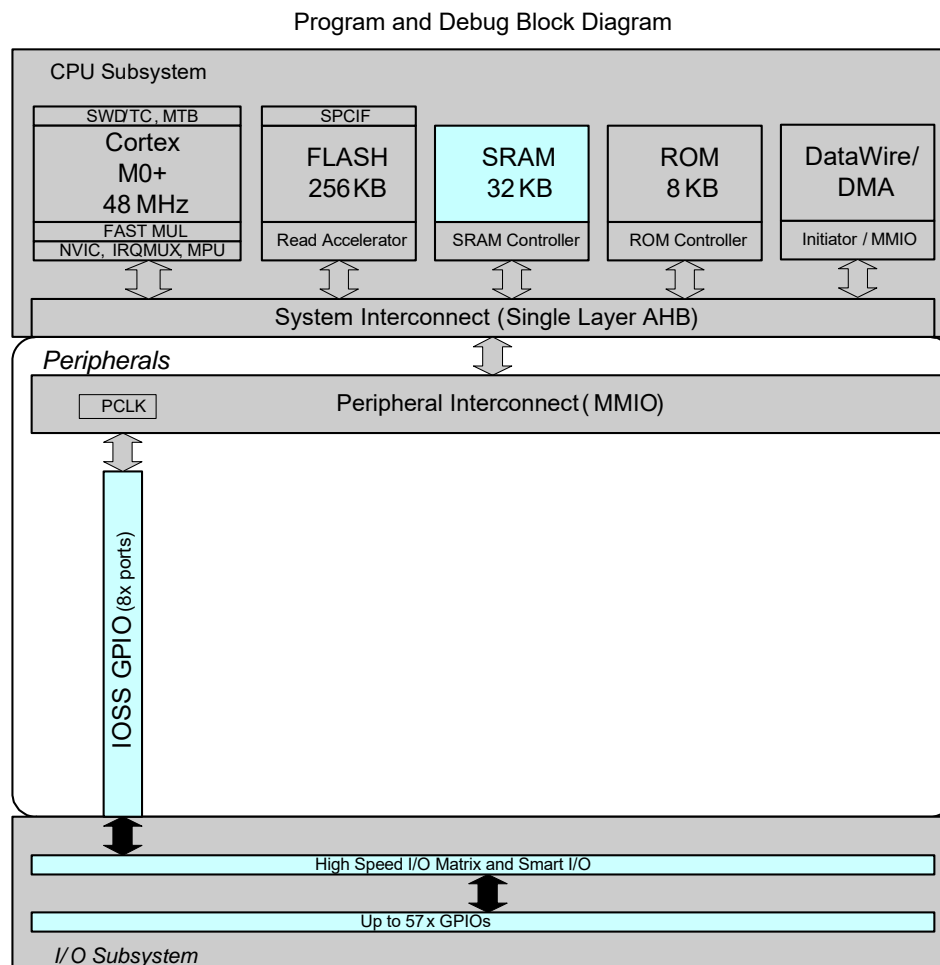 Program and Debug Block Diagram
CPU Subsystem
SWD/TC, MTB
Cortex
M0+
48 MHz
FAST MUL
NVIC, IRQMUX, MPU
SPCIF
FLASH
256 KB
Read Accelerator
SRAM
32 KB
SRAM Controller
ROM
8 KB
ROM Controller
DataWire/
DMA
Initiator / MMIO
System Interconnect (Single Layer AHB)
Peripherals
PCLK
Peripheral Interconnect (MMIO)
IOSS GPIO (8x ports)
High Speed I/O Matrix and Smart I/O
Up to 57x GPIOs
I/O Subsystem